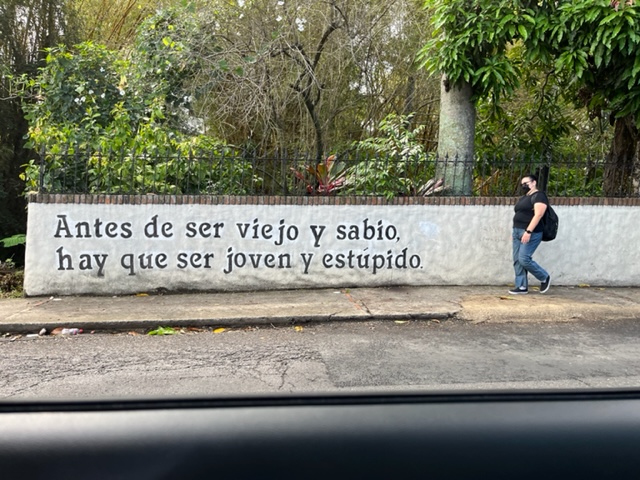 Antes de ser viejo y sabio,
hay que ser joven y estúpido.